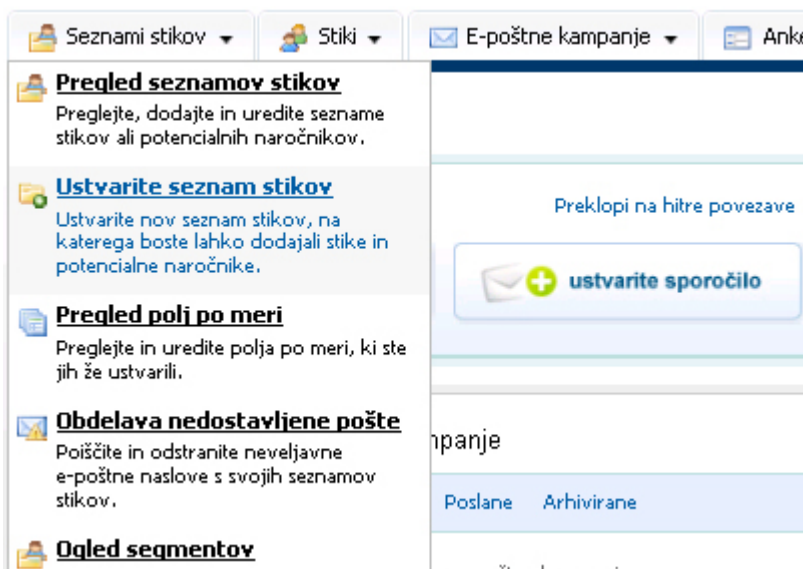 Seznami stikov
Stiki
E-poštne kampanje
Pregled seznamov stikov
Preglejte, dodajte in uredite sezname
stikov ali potencialnih naročnikov.
Ustvarite seznam stikov
Ustvarite nov seznam stikov, na
katerega boste lahko dodajali stike in
potencialne naročnike.
Pregled polj po meri
Preglejte in uredite polja po meri, ki ste
jih že ustvarili.
Obdelava nedostavljene pošte
Poiščite in odstranite neveljavne
e-poštne naslove s svojih seznamov
stikov.
Ogled segmentov
Preklopi na hitre povezave
ustvarite sporočilo
Poslane
Arhivirane